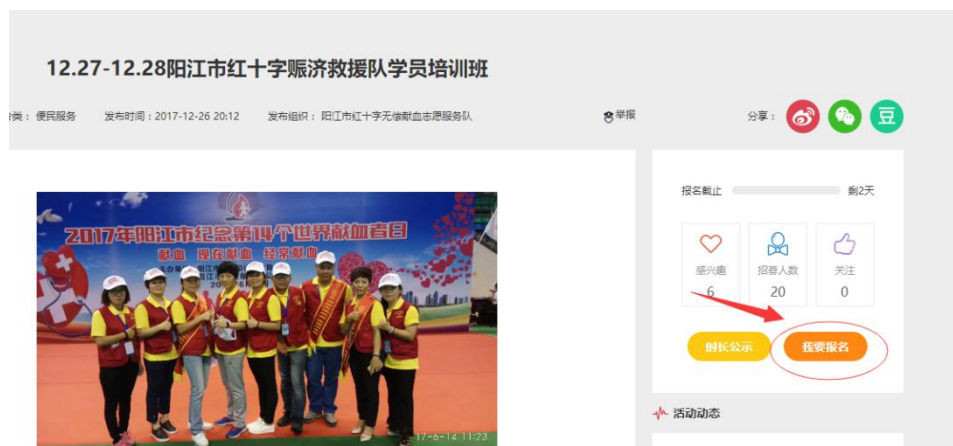 12.27-12.28阳江市红十字赈济救援队学员培训班
分类： 便民服务 发布时间：2017-12-26 20:12 发布组织： 阳江市红十字无偿献血志愿服务队 举报 分享：
豆
报名截止 剩2天
感兴趣 招募人数 关注
6 20 0
时长公示 我要报名
活动动态
2017年阳江市纪念第14个世界献血者日
献血 现在献血 经常献血
17-6-14 11:23